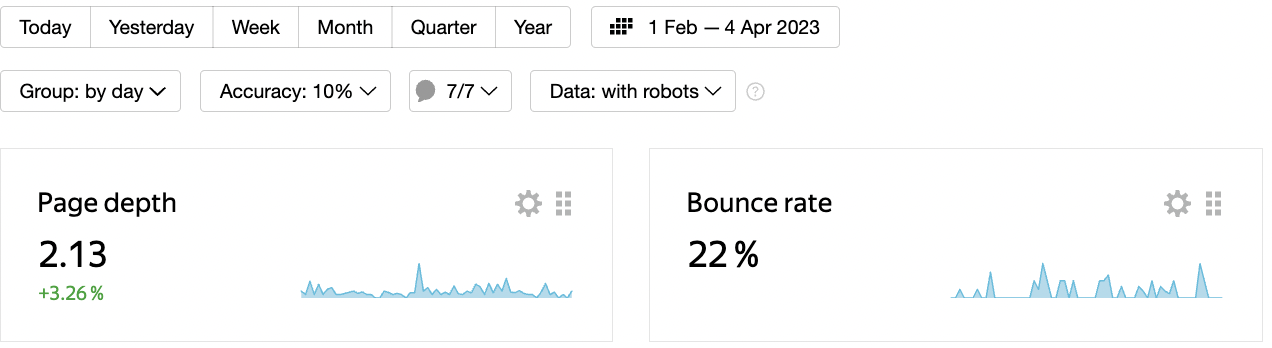 Today Yesterday Week Month Quarter Year 1 Feb — 4 Apr 2023
Group: by day Accuracy: 10% 7/7 Data: with robots ?
Page depth
2.13
+3.26 %
Bounce rate
22 %